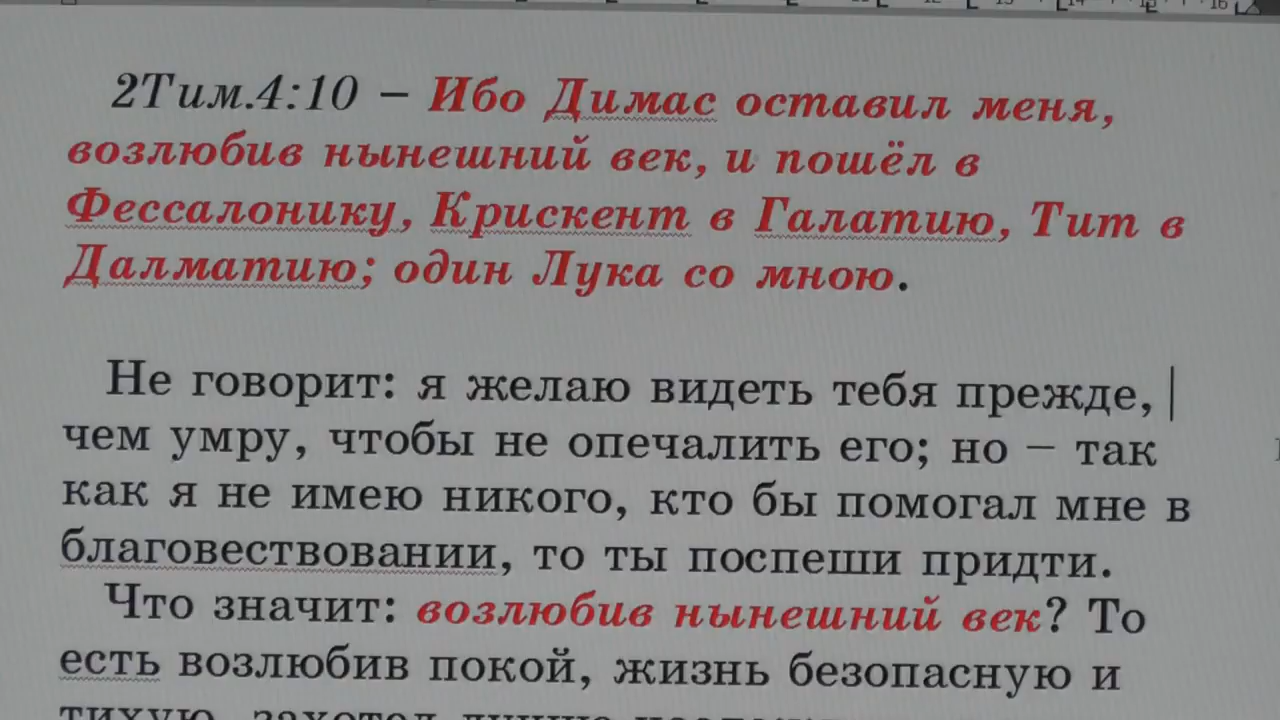 2Тим.4:10 – Ибо Димас оставил меня,
возлюбив нынешний век, и пошёл в
Фессалонику, Крискент в Галатию, Тит в
Далматию; один Лука со мною.
Не говорит: я желаю видеть тебя прежде,
чем умру, чтобы не опечалить его; но – так
как я не имею никого, кто бы помогал мне в
благовествовании, то ты поспеши придти.
Что значит: возлюбив нынешний век? То
есть возлюбив покой, жизнь безопасную и